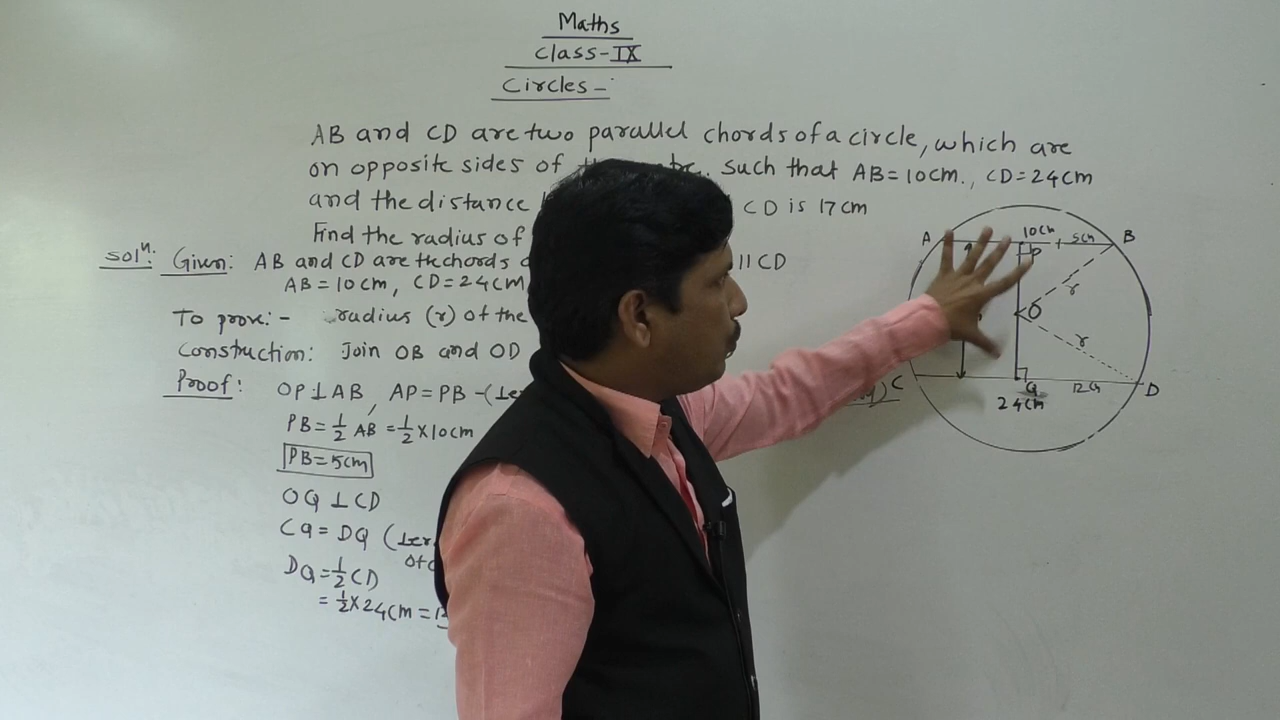 Maths
Class-IX
Circles-
AB and CD are two parallel chords of a circle, which are
on opposite sides of such that AB=10cm., CD=24cm
and the distance CD is 17cm
Find the radius of
Solⁿ: Given: AB and CD are the chords || CD
AB=10cm, CD=24cm
To prove:- radius (r) of the
Construction: Join OB and OD
Proof: OP⊥AB, AP=PB-(⊥er
PB=½ AB =½×10cm
PB=5cm
OQ⊥CD
CQ=DQ (⊥er
DQ=½CD
=½×24cm=12
A 10cm 5cm B
P
r
O
r
C Q D
24cm